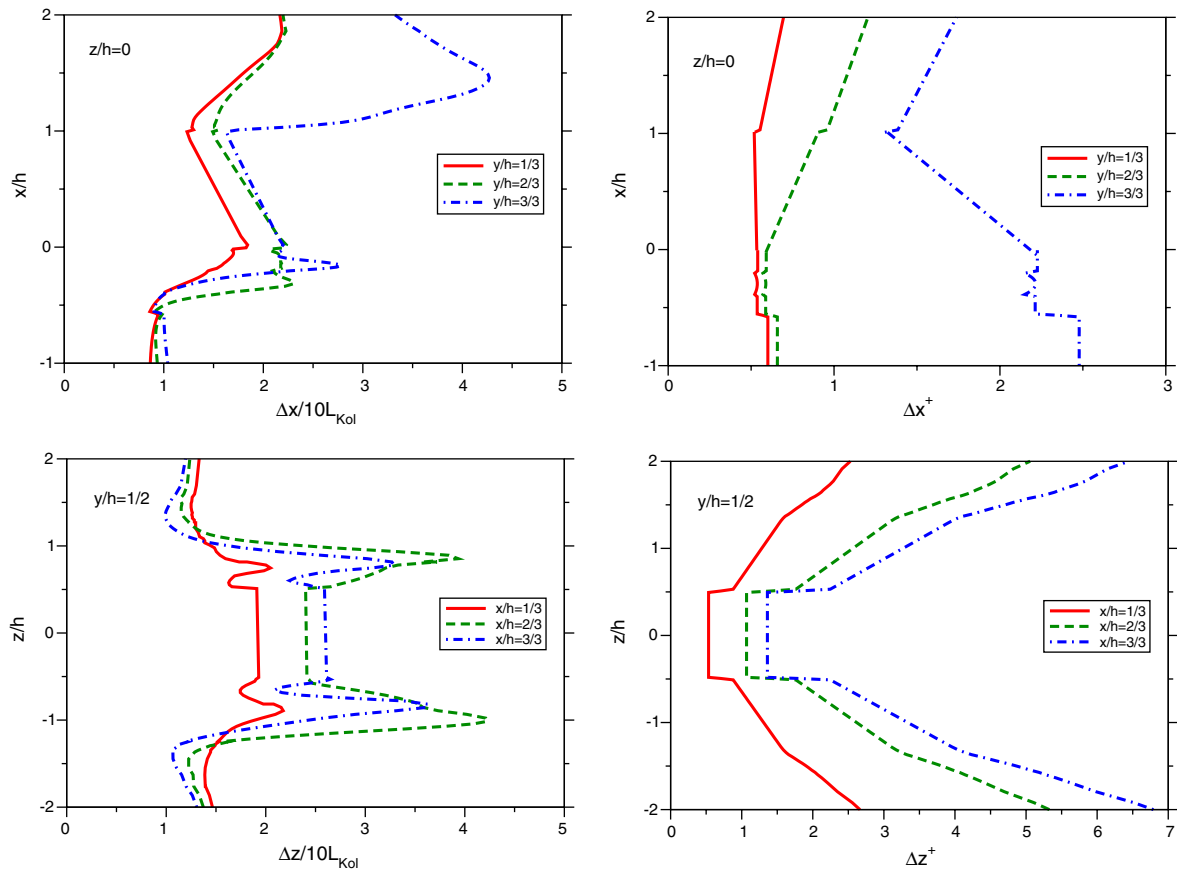 2
1
0
-1
x/h
z/h=0
y/h=1/3
y/h=2/3
y/h=3/3
0 1 2 3 4 5
Δx/10L_Kol
2
1
0
-1
x/h
z/h=0
y/h=1/3
y/h=2/3
y/h=3/3
0 1 2 3
Δx⁺
2
1
0
-1
-2
z/h
y/h=1/2
x/h=1/3
x/h=2/3
x/h=3/3
0 1 2 3 4 5
Δz/10L_Kol
2
1
0
-1
-2
z/h
y/h=1/2
x/h=1/3
x/h=2/3
x/h=3/3
0 1 2 3 4 5 6 7
Δz⁺